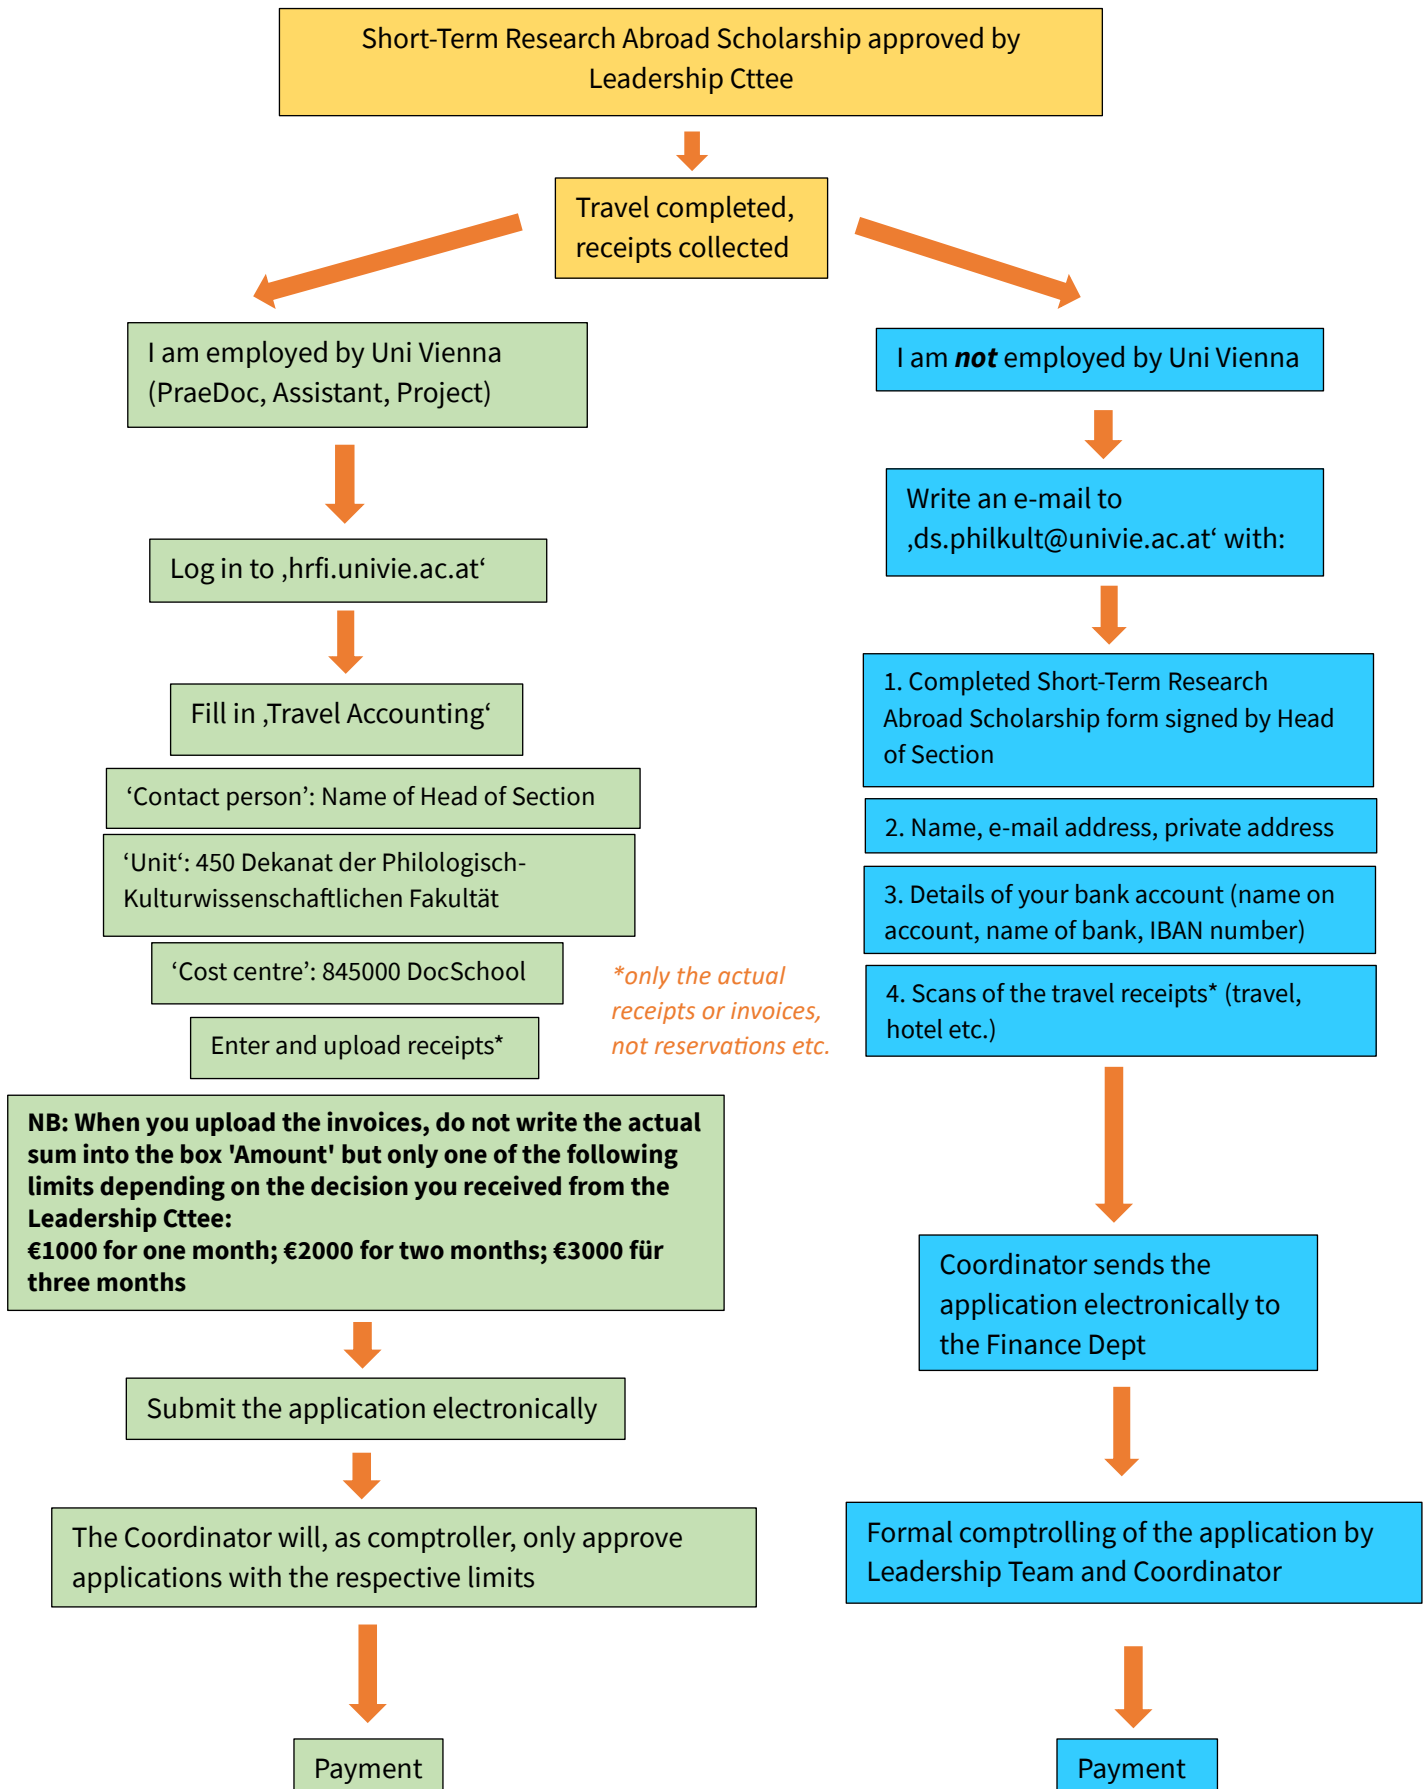 Short-Term Research Abroad Scholarship approved by
Leadership Cttee
Travel completed,
receipts collected
I am employed by Uni Vienna
(PraeDoc, Assistant, Project)
Log in to ‚hrfi.univie.ac.at‘
Fill in ‚Travel Accounting‘
‘Contact person’: Name of Head of Section
‘Unit‘: 450 Dekanat der Philologisch-
Kulturwissenschaftlichen Fakultät
‘Cost centre’: 845000 DocSchool
Enter and upload receipts*
*only the actual
receipts or invoices,
not reservations etc.
NB: When you upload the invoices, do not write the actual
sum into the box 'Amount' but only one of the following
limits depending on the decision you received from the
Leadership Cttee:
€1000 for one month; €2000 for two months; €3000 für
three months
Submit the application electronically
The Coordinator will, as comptroller, only approve
applications with the respective limits
Payment
I am not employed by Uni Vienna
Write an e-mail to
‚ds.philkult@univie.ac.at‘ with:
1. Completed Short-Term Research
Abroad Scholarship form signed by Head
of Section
2. Name, e-mail address, private address
3. Details of your bank account (name on
account, name of bank, IBAN number)
4. Scans of the travel receipts* (travel,
hotel etc.)
Coordinator sends the
application electronically to
the Finance Dept
Formal comptrolling of the application by
Leadership Team and Coordinator
Payment